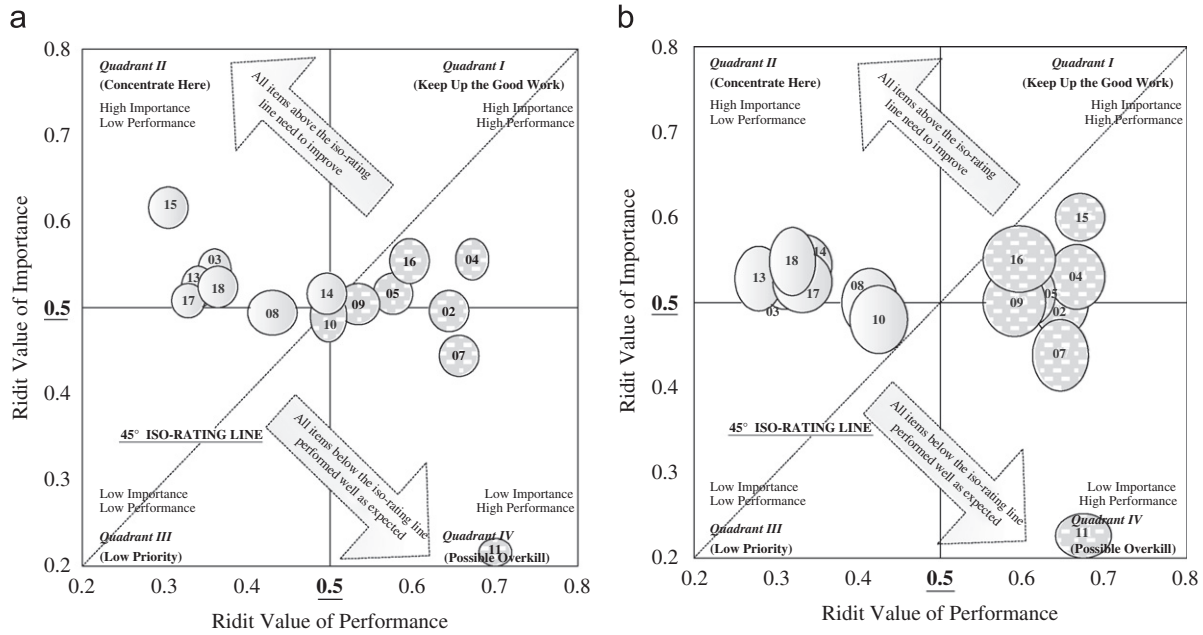 a
0.8
0.7
0.6
0.5
0.4
0.3
0.2
Ridit Value of Importance
Quadrant II
(Concentrate Here)
High Importance
Low Performance
Quadrant I
(Keep Up the Good Work)
High Importance
High Performance
All items above the iso-rating
line need to improve
15
03
13
17
18
08
14
10
09
05
16
04
02
07
45° ISO-RATING LINE
All items below the iso-rating line
performed well as expected
Low Importance
Low Performance
Quadrant III
(Low Priority)
Low Importance
High Performance
Quadrant IV
(Possible Overkill)
11
0.2
0.3
0.4
0.5
0.6
0.7
0.8
Ridit Value of Performance
b
0.8
0.7
0.6
0.5
0.4
0.3
0.2
Ridit Value of Importance
Quadrant II
(Concentrate Here)
High Importance
Low Performance
Quadrant I
(Keep Up the Good Work)
High Importance
High Performance
All items above the iso-rating
line need to improve
13
18
14
17
03
08
10
16
15
04
09
05
02
07
45° ISO-RATING LINE
All items below the iso-rating line
performed well as expected
Low Importance
Low Performance
Quadrant III
(Low Priority)
Low Importance
High Performance
Quadrant IV
11
(Possible Overkill)
0.2
0.3
0.4
0.5
0.6
0.7
0.8
Ridit Value of Performance